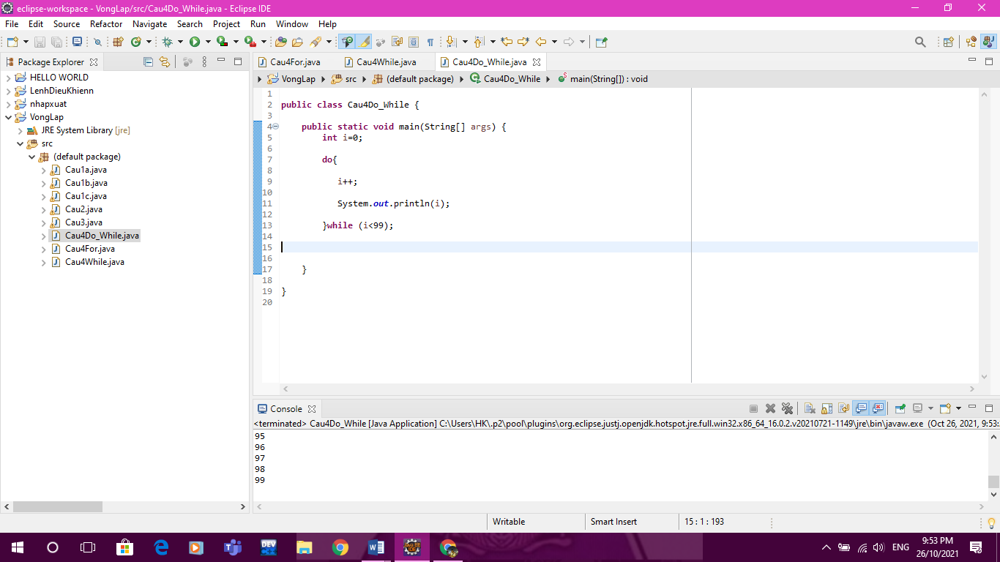 eclipse-workspace - VongLap/src/Cau4Do_While.java - Eclipse IDE
File Edit Source Refactor Navigate Search Project Run Window Help
Package Explorer
HELLO WORLD
LenhDieuKhienn
nhapxuat
VongLap
JRE System Library [jre]
src
(default package)
Cau1a.java
Cau1b.java
Cau1c.java
Cau2.java
Cau3.java
Cau4Do_While.java
Cau4For.java
Cau4While.java
Cau4For.java Cau4While.java Cau4Do_While.java
VongLap src (default package) Cau4Do_While main(String[]) : void
1
2 public class Cau4Do_While {
3
4 public static void main(String[] args) {
5 int i=0;
6
7 do{
8
9 i++;
10
11 System.out.println(i);
12
13 }while (i<99);
14
15
16
17 }
18
19 }
20
Console
<terminated> Cau4Do_While [Java Application] C:\Users\HK\.p2\pool\plugins\org.eclipse.justj.openjdk.hotspot.jre.full.win32.x86_64_16.0.2.v20210721-1149\jre\bin\javaw.exe (Oct 26, 2021, 9:53:
95
96
97
98
99
Writable Smart Insert 15 : 1 : 193
DEV
JAVA EE
IDE
ENG
9:53 PM
26/10/2021